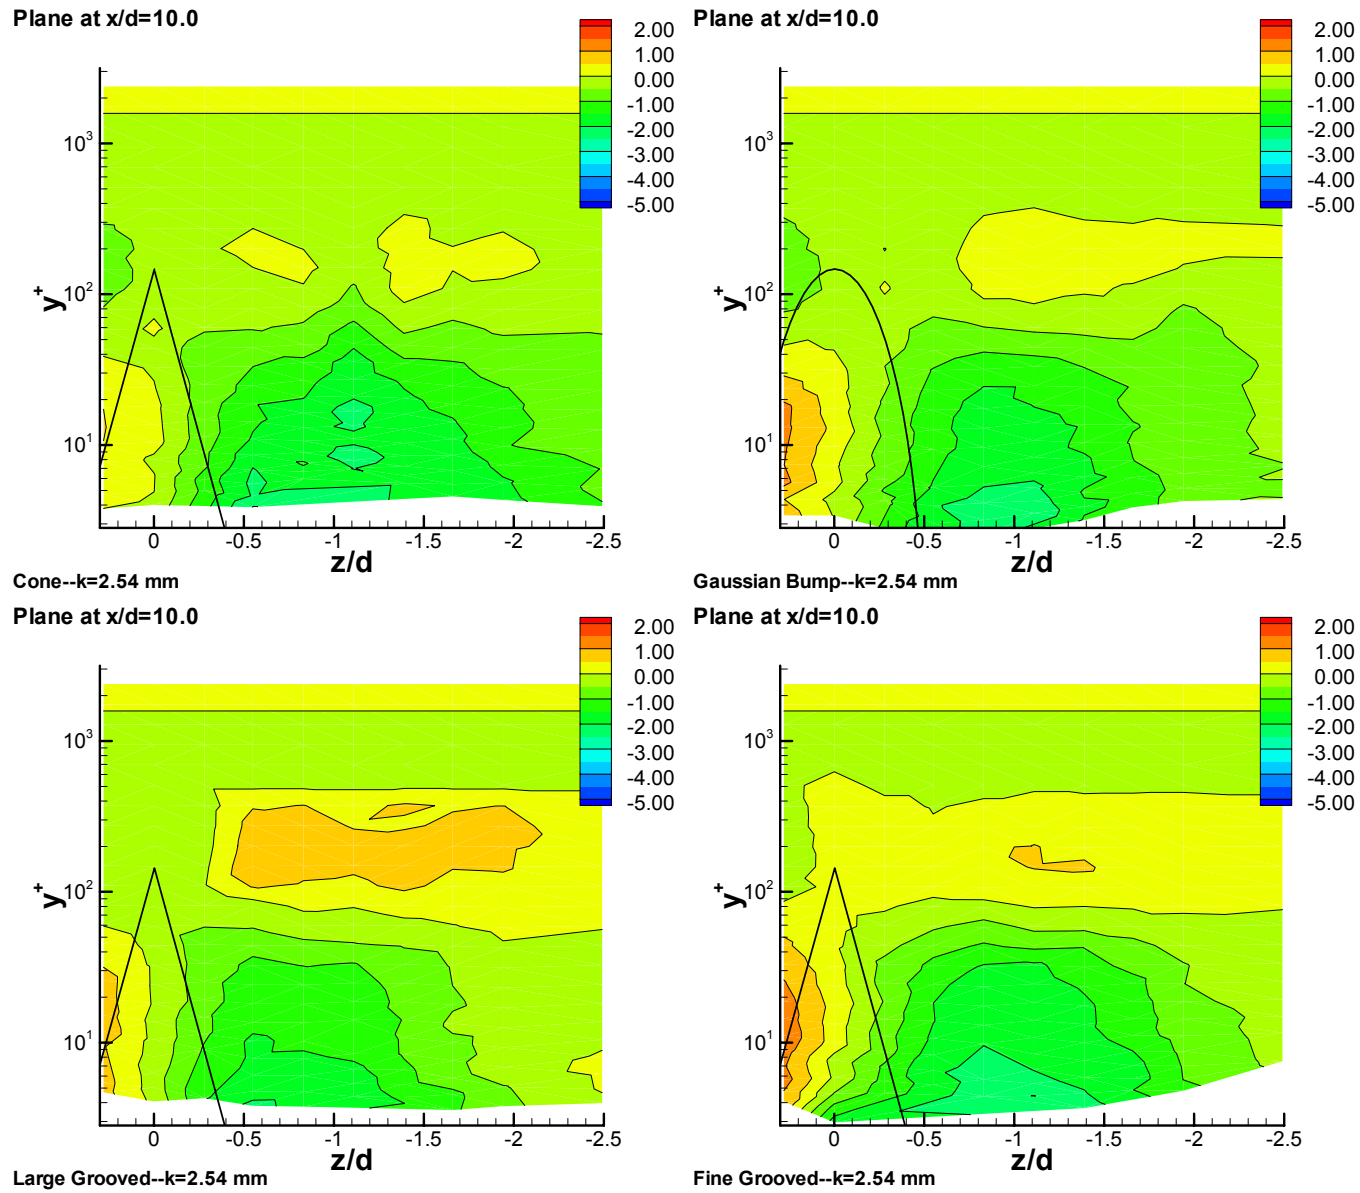 Plane at x/d=10.0
2.00
1.00
0.00
-1.00
-2.00
-3.00
-4.00
-5.00
10³
10²
10¹
y⁺
0 -0.5 -1 -1.5 -2 -2.5
z/d
Cone--k=2.54 mm
Plane at x/d=10.0
2.00
1.00
0.00
-1.00
-2.00
-3.00
-4.00
-5.00
10³
10²
10¹
y⁺
0 -0.5 -1 -1.5 -2 -2.5
z/d
Gaussian Bump--k=2.54 mm
Plane at x/d=10.0
2.00
1.00
0.00
-1.00
-2.00
-3.00
-4.00
-5.00
10³
10²
10¹
y⁺
0 -0.5 -1 -1.5 -2 -2.5
z/d
Large Grooved--k=2.54 mm
Plane at x/d=10.0
2.00
1.00
0.00
-1.00
-2.00
-3.00
-4.00
-5.00
10³
10²
10¹
y⁺
0 -0.5 -1 -1.5 -2 -2.5
z/d
Fine Grooved--k=2.54 mm